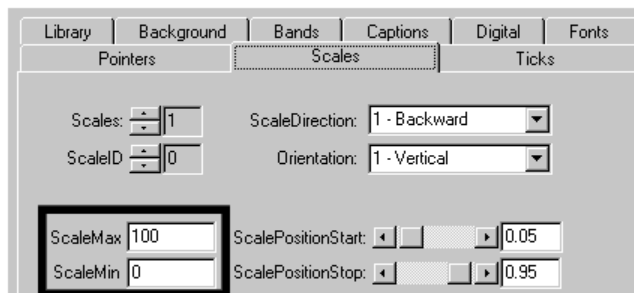 Library Background Bands Captions Digital Fonts
Pointers Scales Ticks
Scales: 1 ScaleDirection: 1 - Backward
ScaleID 0 Orientation: 1 - Vertical
ScaleMax 100 ScalePositionStart: 0.05
ScaleMin 0 ScalePositionStop: 0.95